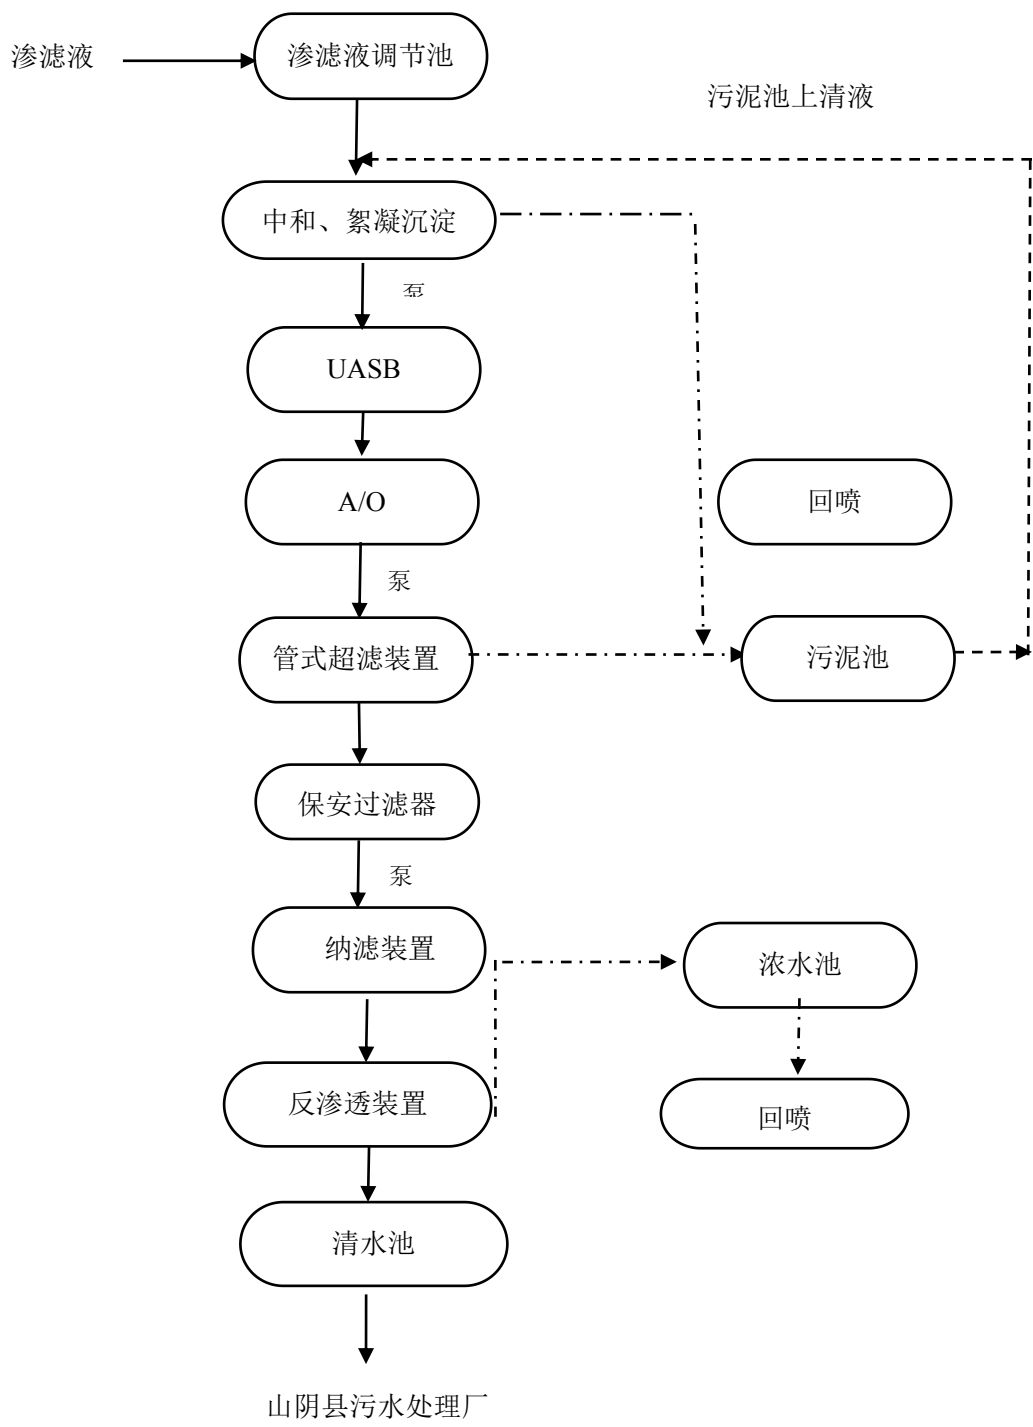 渗滤液
渗滤液调节池
污泥池上清液
中和、絮凝沉淀
泵
UASB
A/O
回喷
泵
管式超滤装置
污泥池
保安过滤器
泵
纳滤装置
浓水池
反渗透装置
回喷
清水池
山阴县污水处理厂